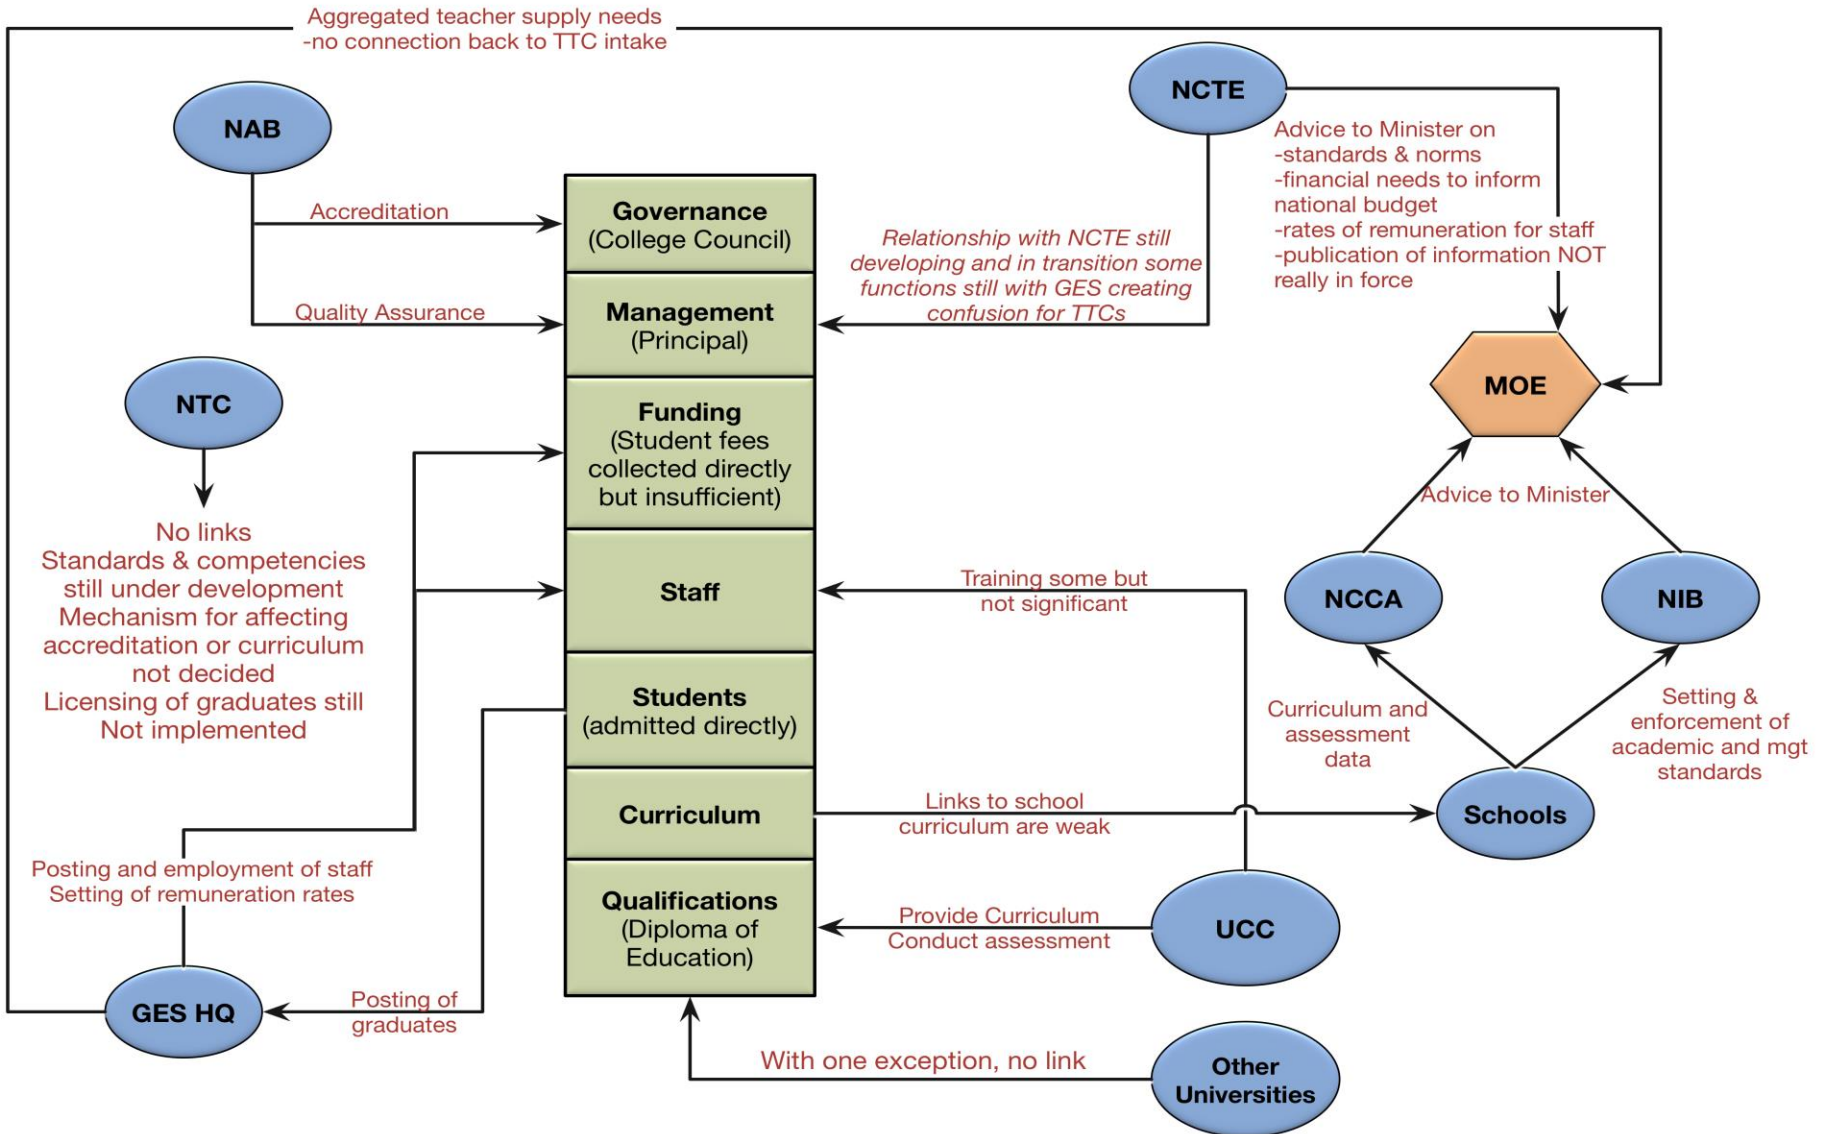 Aggregated teacher supply needs
-no connection back to TTC intake
NCTE
NAB
Advice to Minister on
-standards & norms
-financial needs to inform
national budget
-rates of remuneration for staff
-publication of information NOT
really in force
Accreditation
Governance
(College Council)
Relationship with NCTE still
developing and in transition some
functions still with GES creating
confusion for TTCs
Quality Assurance
Management
(Principal)
MOE
NTC
Funding
(Student fees
collected directly
but insufficient)
Advice to Minister
No links
Standards & competencies
still under development
Mechanism for affecting
accreditation or curriculum
not decided
Licensing of graduates still
Not implemented
Staff
Training some but
not significant
NCCA
NIB
Students
(admitted directly)
Curriculum and
assessment
data
Setting &
enforcement of
academic and mgt
standards
Curriculum
Links to school
curriculum are weak
Schools
Posting and employment of staff
Setting of remuneration rates
Qualifications
(Diploma of
Education)
Provide Curriculum
Conduct assessment
UCC
GES HQ
Posting of
graduates
With one exception, no link
Other
Universities